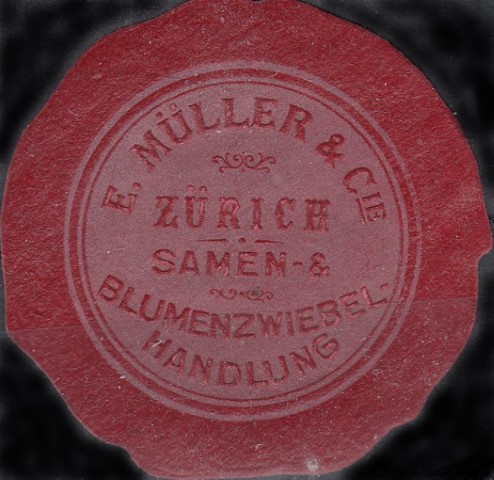 E. MÜLLER & CIE
ZÜRICH
SAMEN- &
BLUMENZWIEBEL-
HANDLUNG